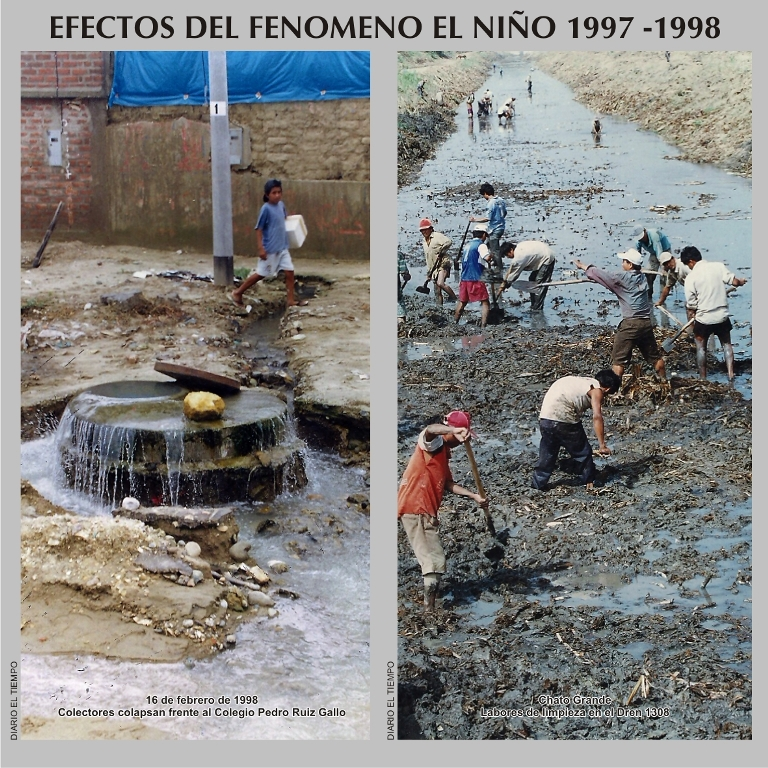 EFECTOS DEL FENOMENO EL NIÑO 1997 -1998
1
DIARIO EL TIEMPO
16 de febrero de 1998
Colectores colapsan frente al Colegio Pedro Ruiz Gallo
DIARIO EL TIEMPO
Chato Grande
Labores de limpieza en el Dren 1308